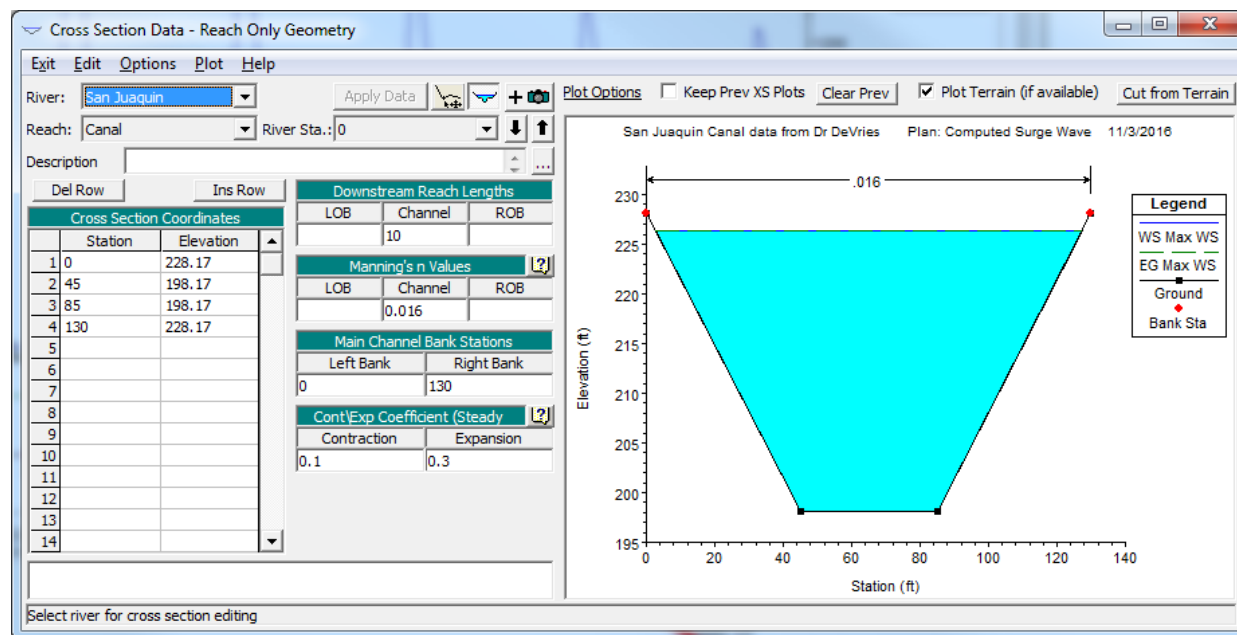 Cross Section Data - Reach Only Geometry
Exit Edit Options Plot Help
River: San Juaquin Apply Data Plot Options Keep Prev XS Plots Clear Prev Plot Terrain (if available) Cut from Terrain
Reach: Canal River Sta.: 0
Description ...
Del Row Ins Row
Cross Section Coordinates
Station Elevation
1 0 228.17
2 45 198.17
3 85 198.17
4 130 228.17
5
6
7
8
9
10
11
12
13
14
Downstream Reach Lengths
LOB Channel ROB
10
Manning's n Values
LOB Channel ROB
0.016
Main Channel Bank Stations
Left Bank Right Bank
0 130
Cont\Exp Coefficient (Steady
Contraction Expansion
0.1 0.3
San Juaquin Canal data from Dr DeVries Plan: Computed Surge Wave 11/3/2016
.016
230
225
220
215
210
205
200
195
Elevation (ft)
0 20 40 60 80 100 120 140
Station (ft)
Legend
WS Max WS
EG Max WS
Ground
Bank Sta
Select river for cross section editing